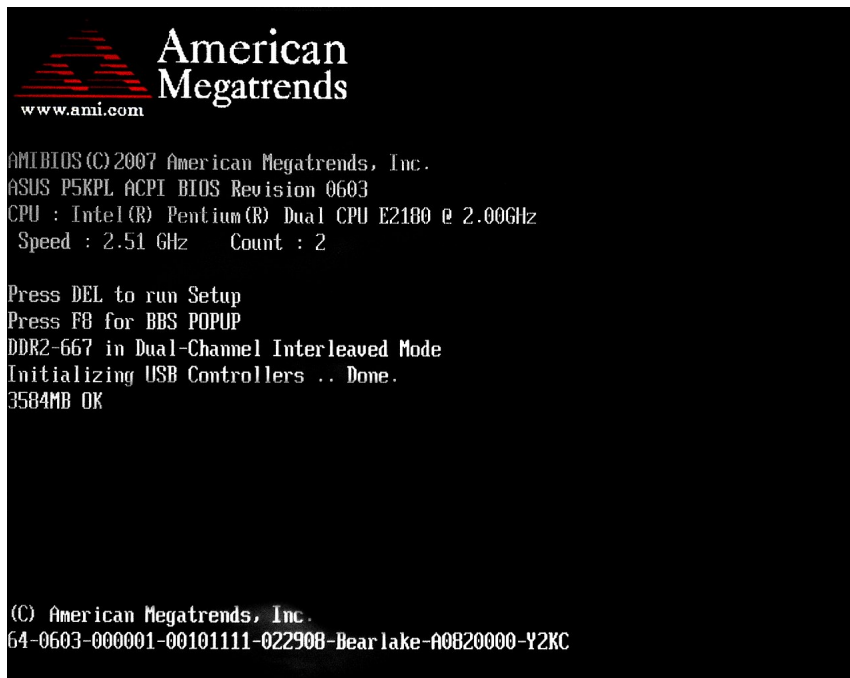 American
Megatrends
www.ami.com
AMIBIOS(C)2007 American Megatrends, Inc.
ASUS P5KPL ACPI BIOS Revision 0603
CPU : Intel(R) Pentium(R) Dual CPU E2180 @ 2.00GHz
Speed : 2.51 GHz Count : 2
Press DEL to run Setup
Press F8 for BBS POPUP
DDR2-667 in Dual-Channel Interleaved Mode
Initializing USB Controllers .. Done.
3584MB OK
(C) American Megatrends, Inc.
64-0603-000001-00101111-022908-Bearlake-A0820000-Y2KC